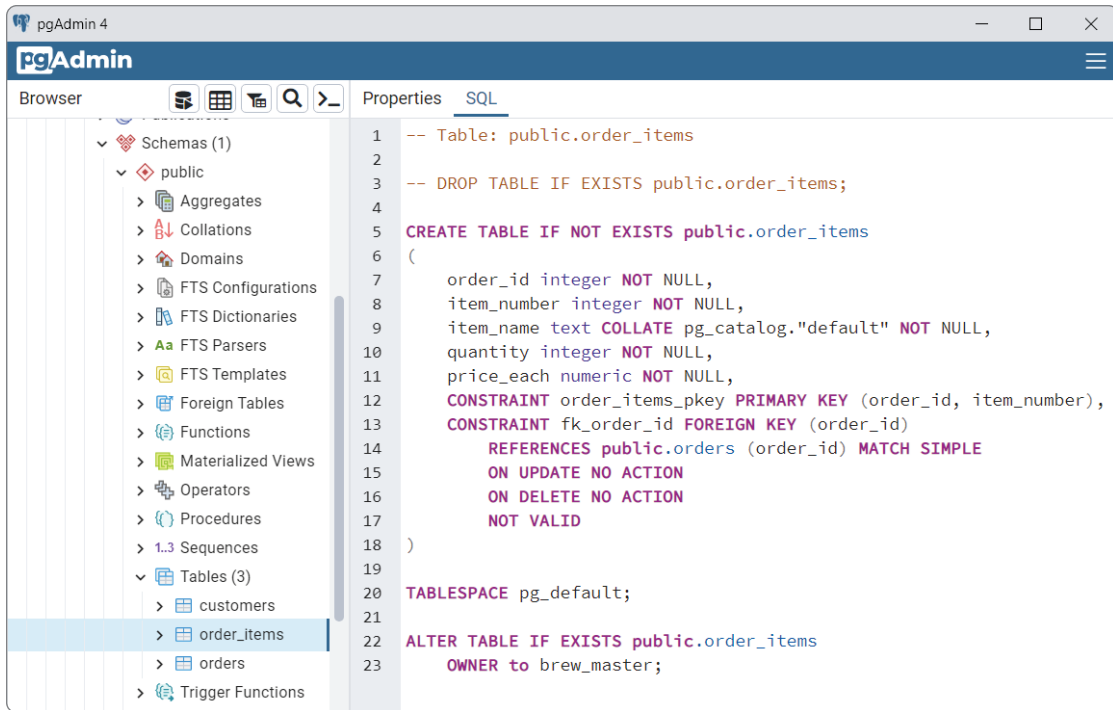 pgAdmin 4
pgAdmin
Browser
Properties SQL
Publications
Schemas (1)
public
Aggregates
Collations
Domains
FTS Configurations
FTS Dictionaries
Aa FTS Parsers
FTS Templates
Foreign Tables
Functions
Materialized Views
Operators
Procedures
1..3 Sequences
Tables (3)
customers
order_items
orders
Trigger Functions
1 -- Table: public.order_items
2
3 -- DROP TABLE IF EXISTS public.order_items;
4
5 CREATE TABLE IF NOT EXISTS public.order_items
6 (
7 order_id integer NOT NULL,
8 item_number integer NOT NULL,
9 item_name text COLLATE pg_catalog."default" NOT NULL,
10 quantity integer NOT NULL,
11 price_each numeric NOT NULL,
12 CONSTRAINT order_items_pkey PRIMARY KEY (order_id, item_number),
13 CONSTRAINT fk_order_id FOREIGN KEY (order_id)
14 REFERENCES public.orders (order_id) MATCH SIMPLE
15 ON UPDATE NO ACTION
16 ON DELETE NO ACTION
17 NOT VALID
18 )
19
20 TABLESPACE pg_default;
21
22 ALTER TABLE IF EXISTS public.order_items
23 OWNER to brew_master;